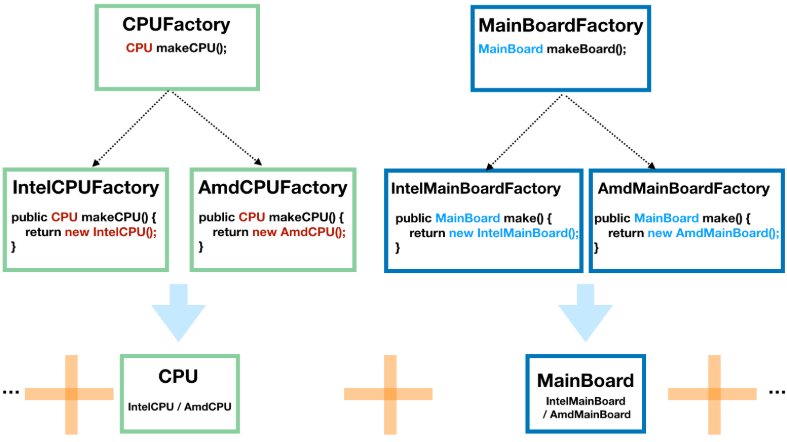 CPUFactory
CPU makeCPU();
MainBoardFactory
MainBoard makeBoard();
IntelCPUFactory
public CPU makeCPU() {
return new IntelCPU();
}
AmdCPUFactory
public CPU makeCPU() {
return new AmdCPU();
}
IntelMainBoardFactory
public MainBoard make() {
return new IntelMainBoard();
}
AmdMainBoardFactory
public MainBoard make() {
return new AmdMainBoard();
}
...
CPU
IntelCPU / AmdCPU
MainBoard
IntelMainBoard
/ AmdMainBoard
...